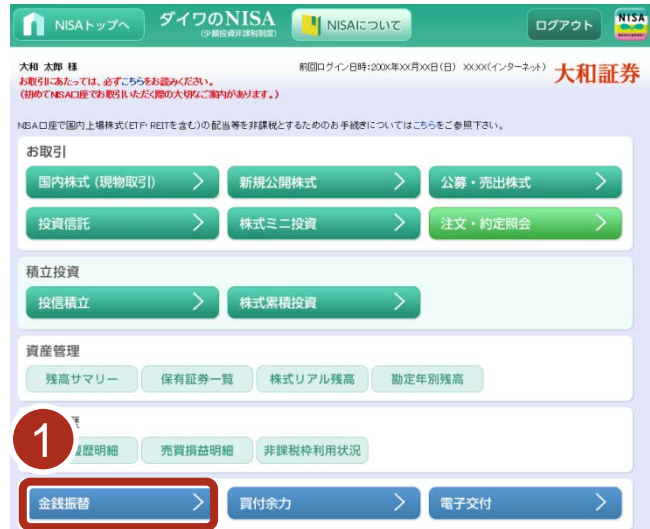 NISAトップへ
ダイワのNISA
(少額投資非課税制度)
NISAについて
ログアウト
NISA
大和 太郎 様
前回ログイン日時:200X年XX月XX日(日) XXXX(インターネット)
大和証券
お取引にあたっては、必ずこちらをお読みください。
(初めてNISA口座でお取引いただく際の大切なご案内があります。)
NISA口座で国内上場株式(ETF・REITを含む)の配当等を非課税とするためのお手続きについてはこちらをご参照下さい。
お取引
国内株式 (現物取引)
新規公開株式
公募・売出株式
投資信託
株式ミニ投資
注文・約定照会
積立投資
投信積立
株式累積投資
資産管理
残高サマリー
保有証券一覧
株式リアル残高
勘定年別残高
1
履歴明細
売買損益明細
非課税枠利用状況
金銭振替
買付余力
電子交付